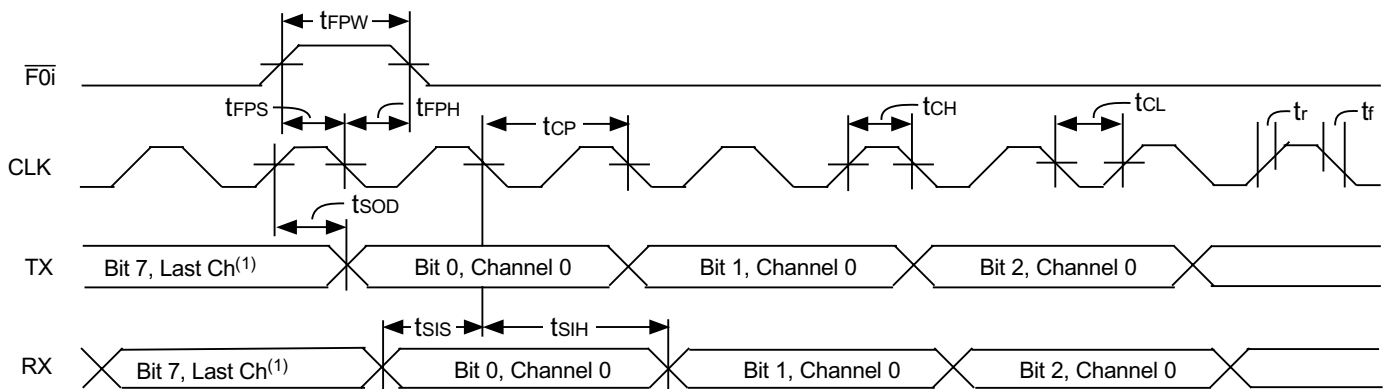 tFPW
F0i
tFPS
tFPH
tCP
tCH
tCL
tr
tf
CLK
tSOD
TX
Bit 7, Last Ch(1)
Bit 0, Channel 0
Bit 1, Channel 0
Bit 2, Channel 0
tSIS
tSIH
RX
Bit 7, Last Ch(1)
Bit 0, Channel 0
Bit 1, Channel 0
Bit 2, Channel 0